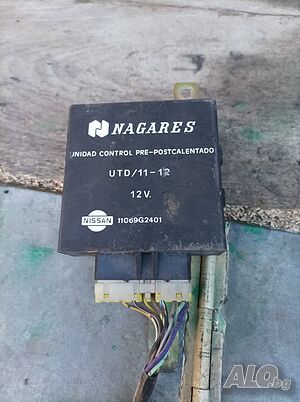 NAGARES
UNIDAD CONTROL PRE-POSTCALENTADO
UTD/11-12
12V.
NISSAN 11069G2401
ALO.bg